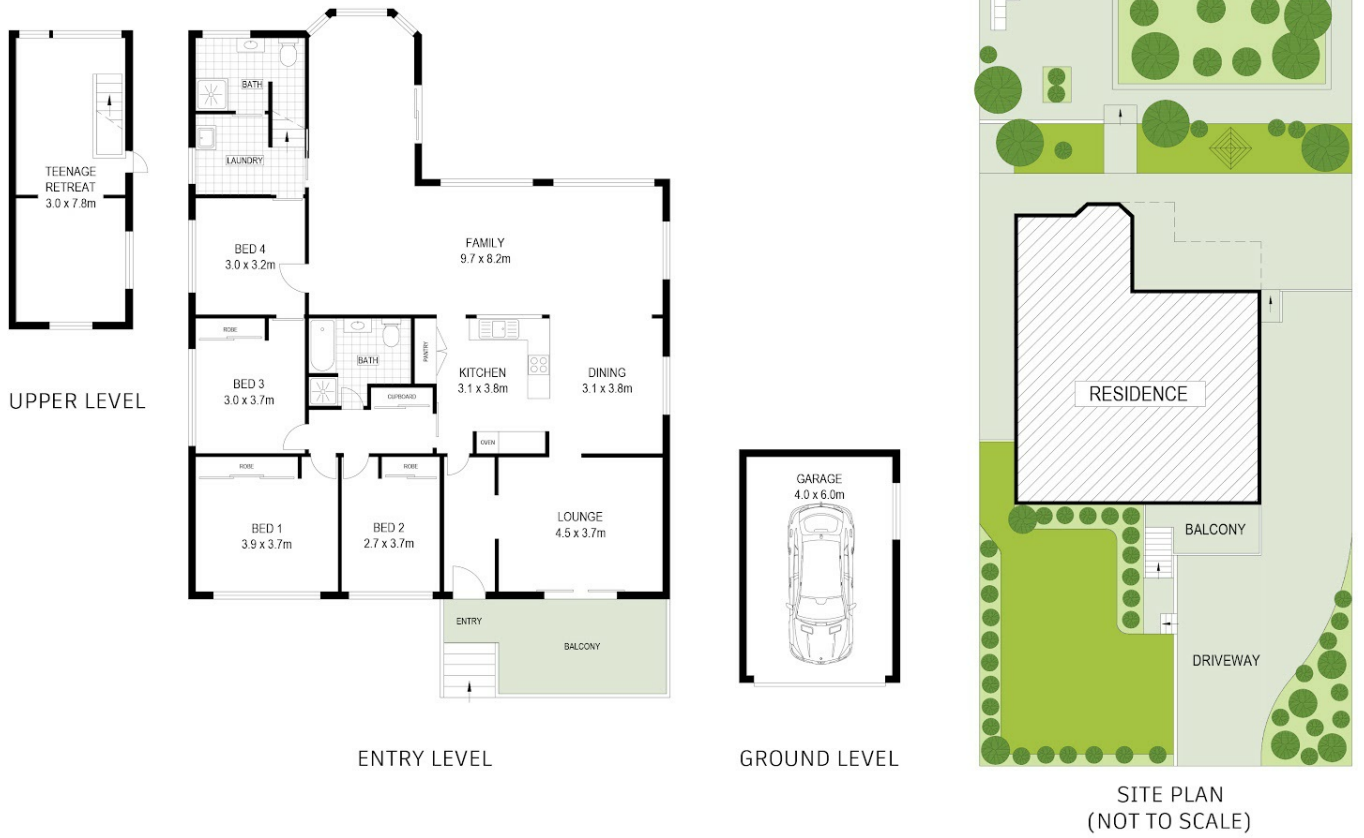 TEENAGE
RETREAT
3.0 x 7.8m
UPPER LEVEL
BATH
LAUNDRY
BED 4
3.0 x 3.2m
FAMILY
9.7 x 8.2m
ROBE
BED 3
3.0 x 3.7m
BATH
PANTRY
CUPBOARD
KITCHEN
3.1 x 3.8m
DINING
3.1 x 3.8m
OVEN
ROBE
BED 1
3.9 x 3.7m
ROBE
BED 2
2.7 x 3.7m
LOUNGE
4.5 x 3.7m
ENTRY
BALCONY
ENTRY LEVEL
GARAGE
4.0 x 6.0m
GROUND LEVEL
RESIDENCE
BALCONY
DRIVEWAY
SITE PLAN
(NOT TO SCALE)